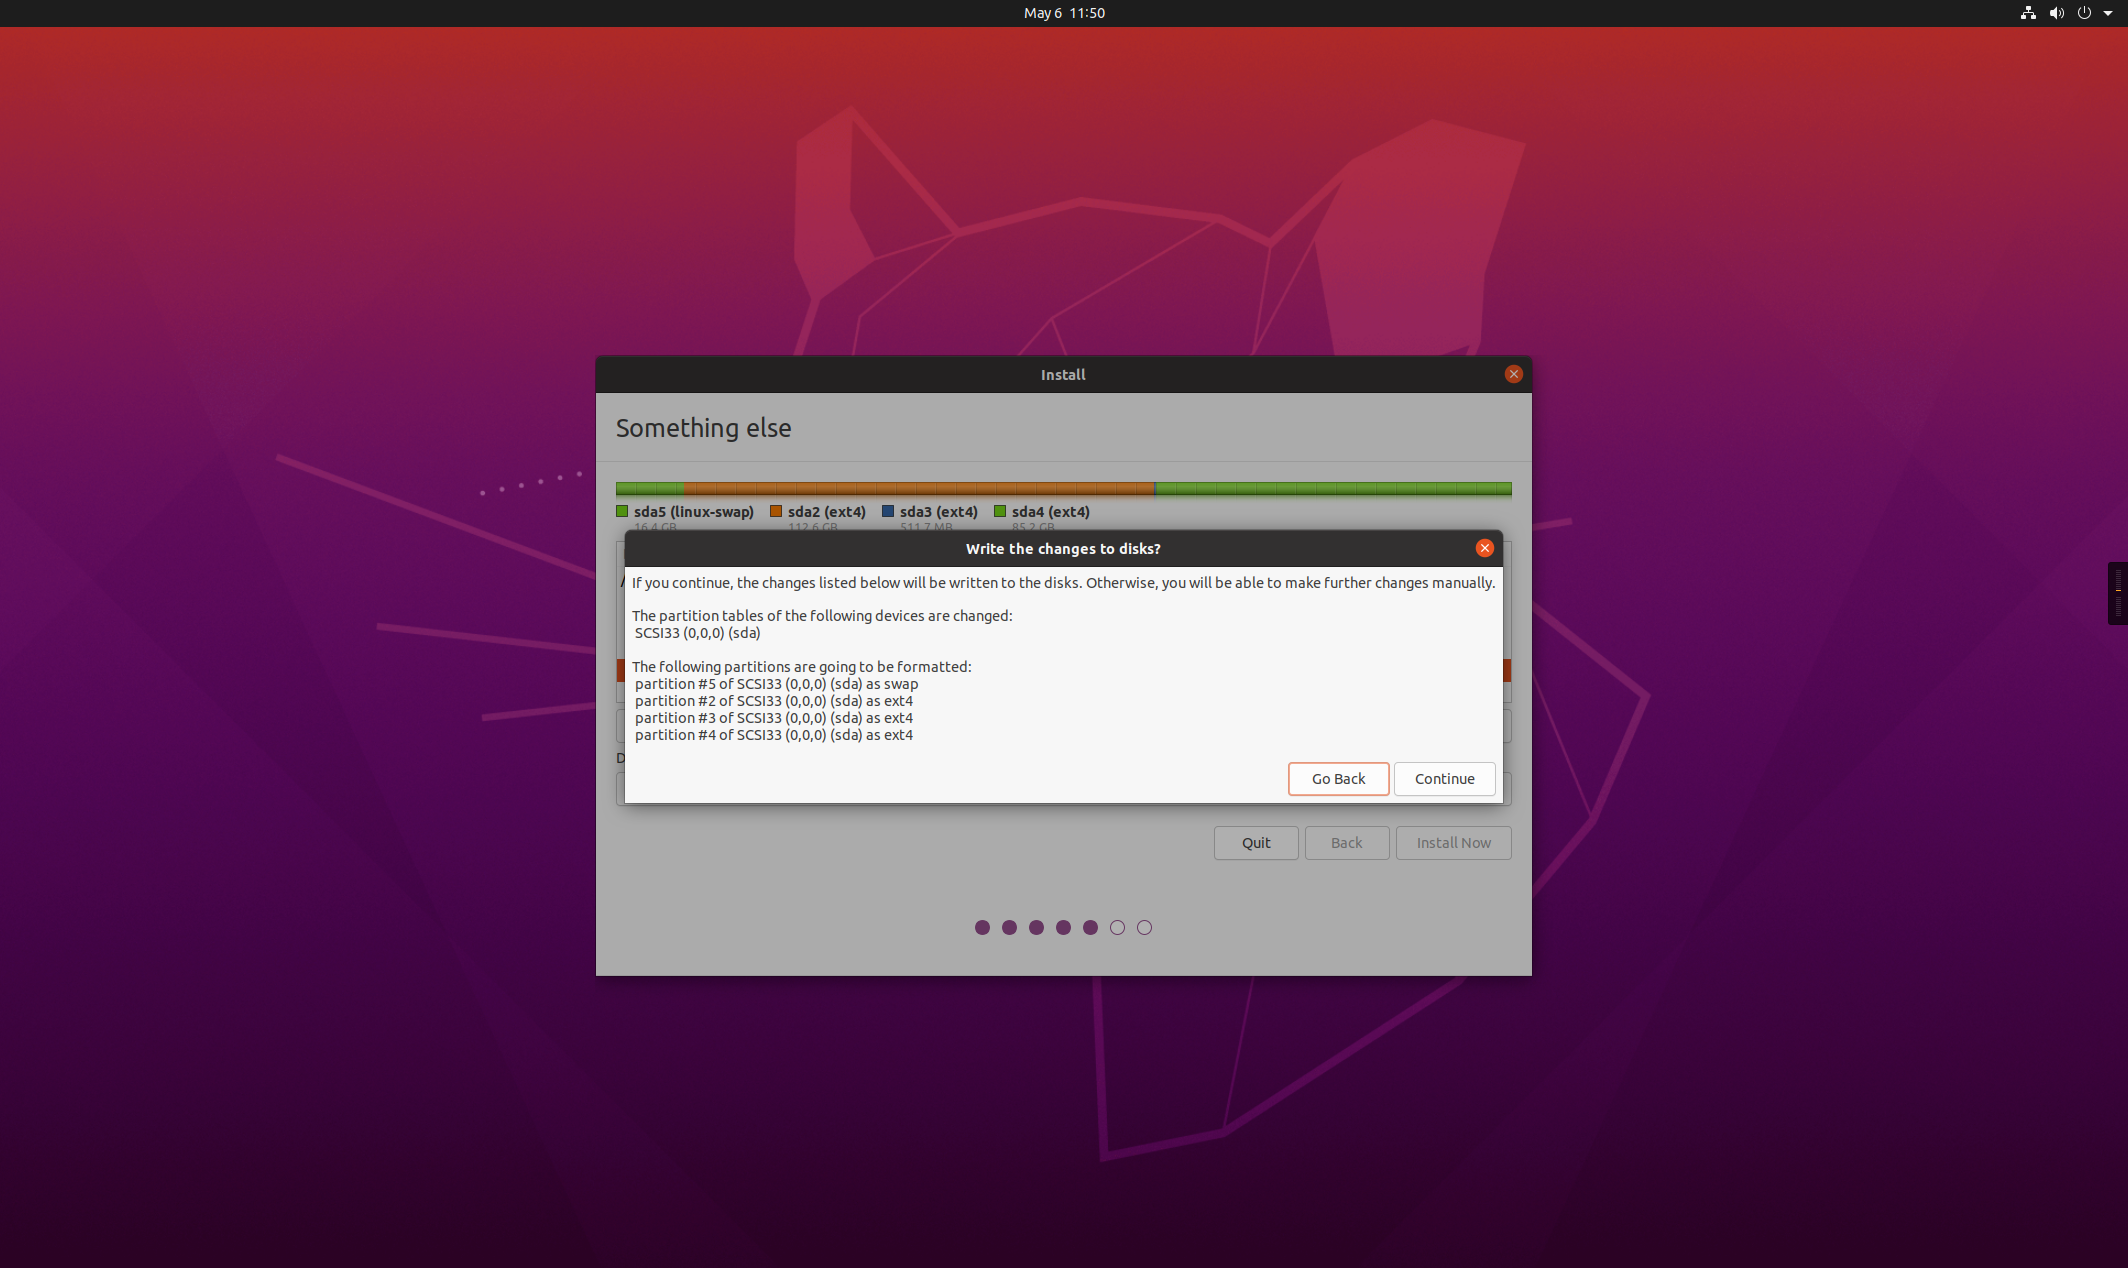 May 6 11:50
Install
Something else
sda5 (linux-swap) sda2 (ext4) sda3 (ext4) sda4 (ext4)
16.4 GB 112.6 GB 511.7 MB 85.2 GB
Write the changes to disks?
If you continue, the changes listed below will be written to the disks. Otherwise, you will be able to make further changes manually.
The partition tables of the following devices are changed:
SCSI33 (0,0,0) (sda)
The following partitions are going to be formatted:
partition #5 of SCSI33 (0,0,0) (sda) as swap
partition #2 of SCSI33 (0,0,0) (sda) as ext4
partition #3 of SCSI33 (0,0,0) (sda) as ext4
partition #4 of SCSI33 (0,0,0) (sda) as ext4
D
Go Back Continue
Quit Back Install Now